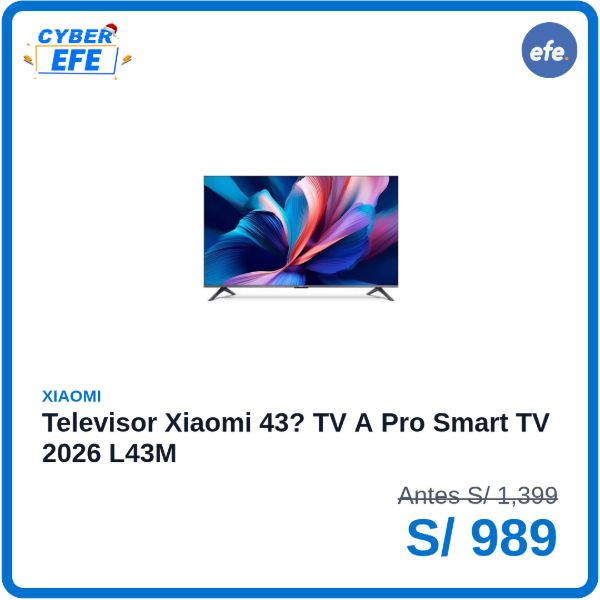 CYBER
EFE
efe.
XIAOMI
Televisor Xiaomi 43? TV A Pro Smart TV
2026 L43M
Antes S/ 1,399
S/ 989